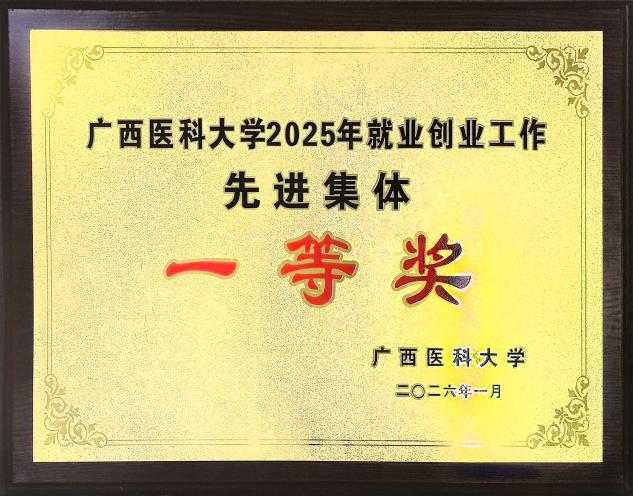 广西医科大学2025年就业创业工作
先进集体
一等奖
广西医科大学
二〇二六年一月